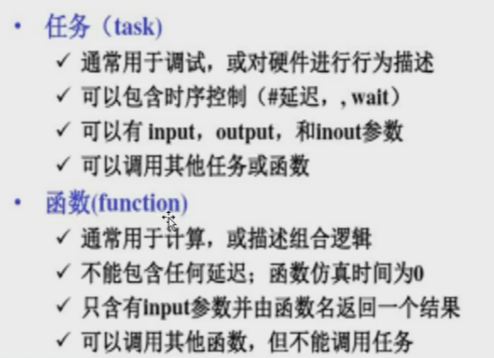 • 任务（task）
✓ 通常用于调试，或对硬件进行行为描述
✓ 可以包含时序控制（#延迟，, wait）
✓ 可以有 input，output，和inout参数
✓ 可以调用其他任务或函数
• 函数(function)
✓ 通常用于计算，或描述组合逻辑
✓ 不能包含任何延迟；函数仿真时间为0
✓ 只含有input参数并由函数名返回一个结果
✓ 可以调用其他函数，但不能调用任务